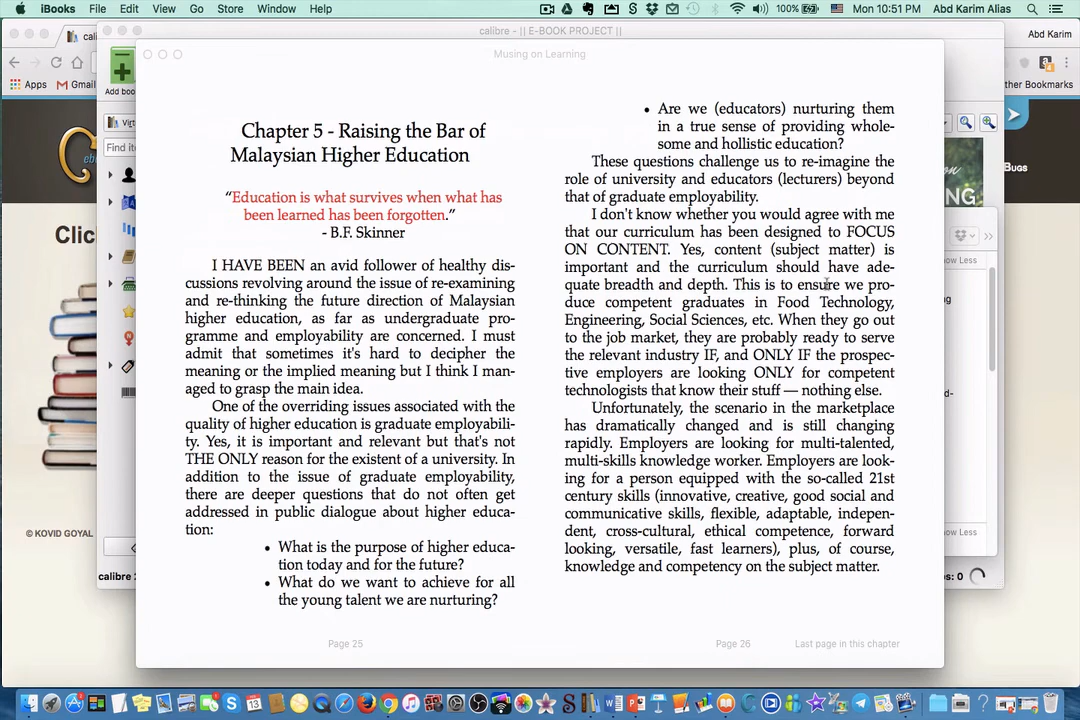 iBooks File Edit View Go Store Window Help
100% Mon 10:51 PM Abd Karim Alias
calibre - || E-BOOK PROJECT ||
Abd Karim
Musing on Learning
Apps Gmail
Add boo
ther Bookmarks
Virt
Find it
BUGS
Clic
© KOVID GOYAL
calibre
Chapter 5 - Raising the Bar of
Malaysian Higher Education
“Education is what survives when what has
been learned has been forgotten.”
- B.F. Skinner
I HAVE BEEN an avid follower of healthy dis-
cussions revolving around the issue of re-examining
and re-thinking the future direction of Malaysian
higher education, as far as undergraduate pro-
gramme and employability are concerned. I must
admit that sometimes it's hard to decipher the
meaning or the implied meaning but I think I man-
aged to grasp the main idea.
One of the overriding issues associated with the
quality of higher education is graduate employabili-
ty. Yes, it is important and relevant but that's not
THE ONLY reason for the existent of a university. In
addition to the issue of graduate employability,
there are deeper questions that do not often get
addressed in public dialogue about higher educa-
tion:
• What is the purpose of higher educa-
tion today and for the future?
• What do we want to achieve for all
the young talent we are nurturing?
Page 25
• Are we (educators) nurturing them
in a true sense of providing whole-
some and hollistic education?
These questions challenge us to re-imagine the
role of university and educators (lecturers) beyond
that of graduate employability.
I don't know whether you would agree with me
that our curriculum has been designed to FOCUS
ON CONTENT. Yes, content (subject matter) is
important and the curriculum should have ade-
quate breadth and depth. This is to ensure we pro-
duce competent graduates in Food Technology,
Engineering, Social Sciences, etc. When they go out
to the job market, they are probably ready to serve
the relevant industry IF, and ONLY IF the prospec-
tive employers are looking ONLY for competent
technologists that know their stuff — nothing else.
Unfortunately, the scenario in the marketplace
has dramatically changed and is still changing
rapidly. Employers are looking for multi-talented,
multi-skills knowledge worker. Employers are look-
ing for a person equipped with the so-called 21st
century skills (innovative, creative, good social and
communicative skills, flexible, adaptable, indepen-
dent, cross-cultural, ethical competence, forward
looking, versatile, fast learners), plus, of course,
knowledge and competency on the subject matter.
Page 26
Last page in this chapter